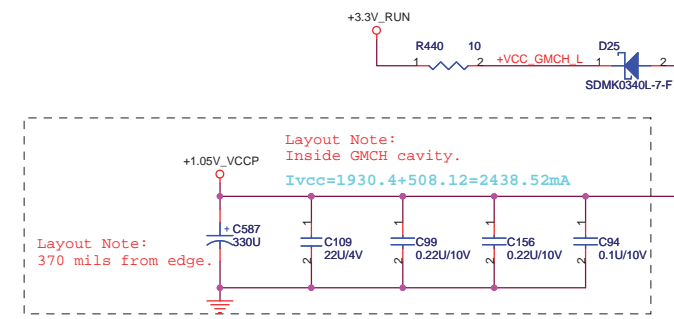 +3.3V_RUN
R440 10
1 2
+VCC_GMCH_L
D25
1 2
SDMK0340L-7-F
Layout Note:
Inside GMCH cavity.
+1.05V_VCCP
Ivcc=1930.4+508.12=2438.52mA
Layout Note:
370 mils from edge.
+
C587
330U
1
2
C109
22U/4V
1
2
C99
0.22U/10V
1
2
C156
0.22U/10V
1
2
C94
0.1U/10V